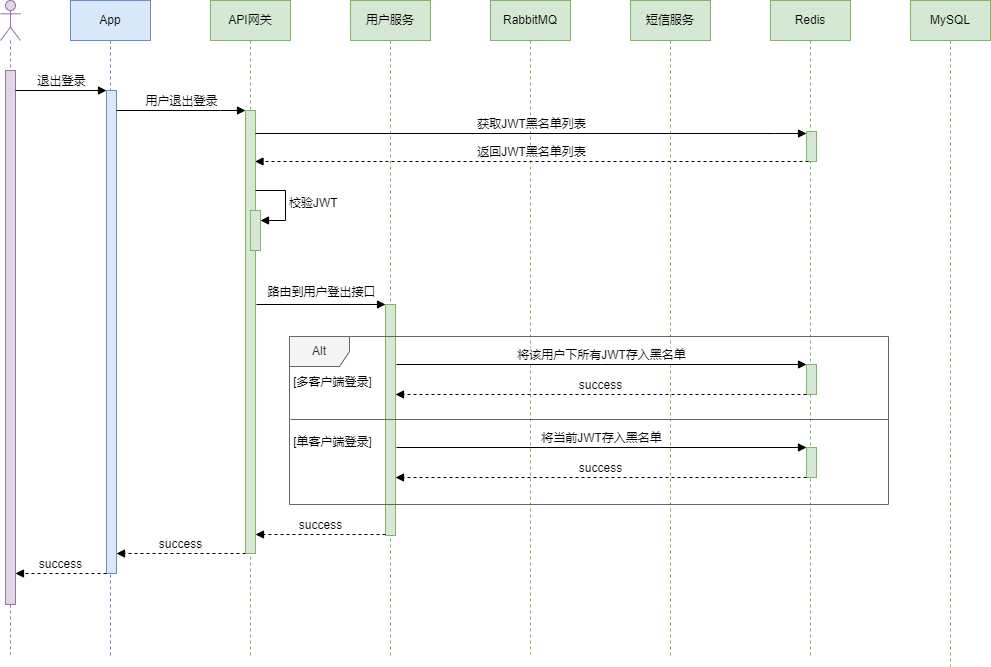 App
API网关
用户服务
RabbitMQ
短信服务
Redis
MySQL
退出登录
用户退出登录
获取JWT黑名单列表
返回JWT黑名单列表
校验JWT
路由到用户登出接口
Alt
将该用户下所有JWT存入黑名单
[多客户端登录]
success
[单客户端登录]
将当前JWT存入黑名单
success
success
success
success